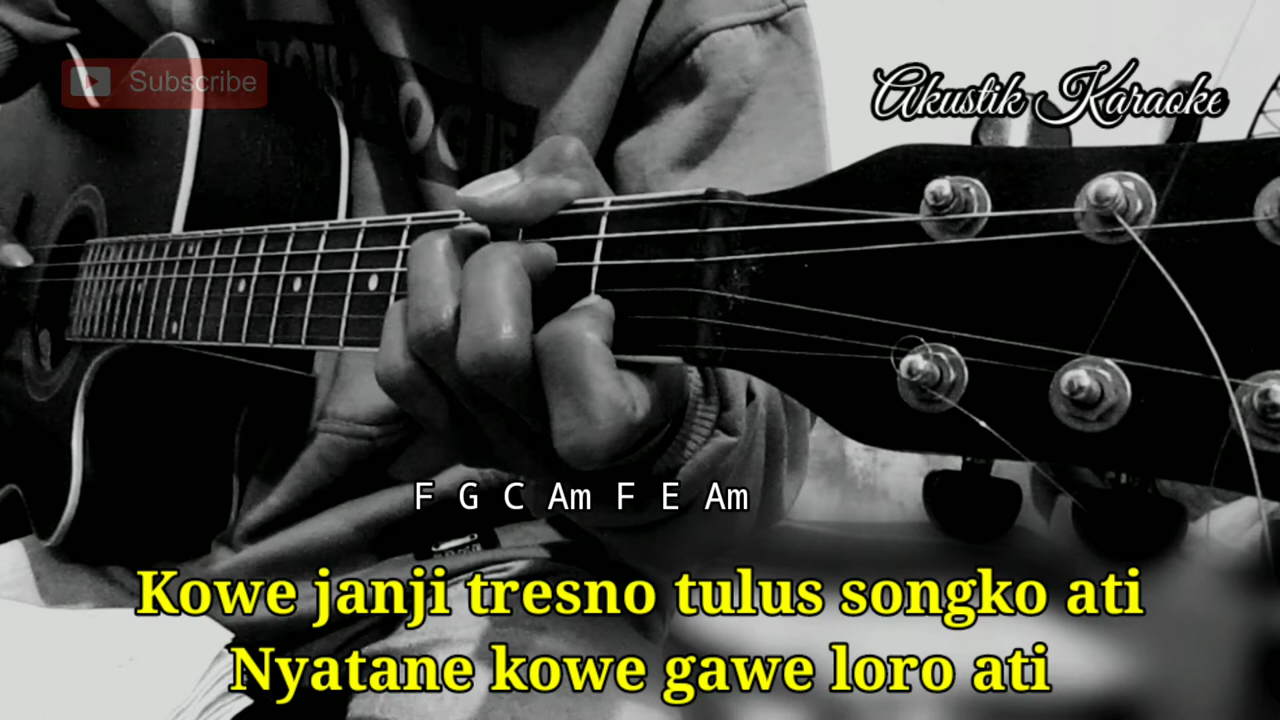 Subscribe
Akustik Karaoke
F G C Am F E Am
Kowe janji tresno tulus songko ati
Nyatane kowe gawe loro ati